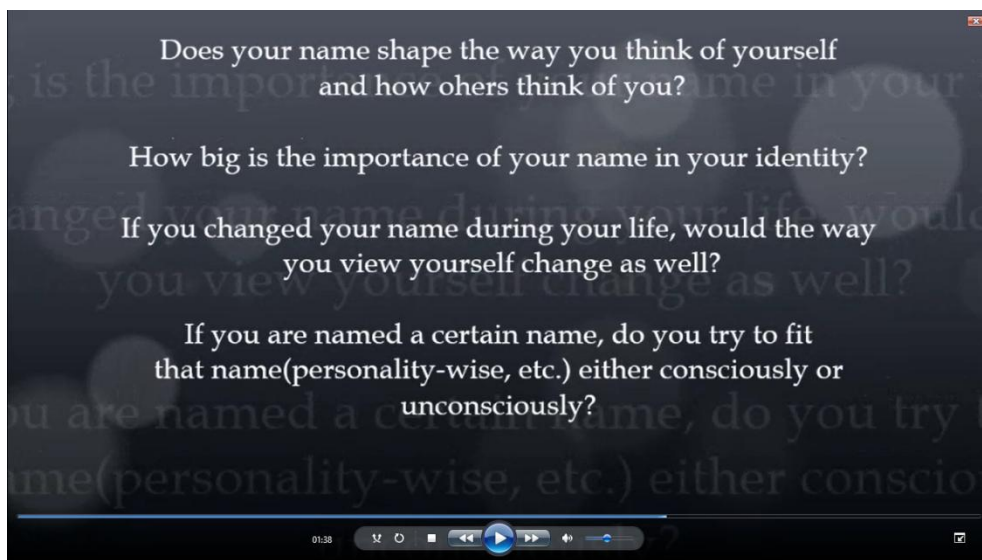 Does your name shape the way you think of yourself
and how ohers think of you?
How big is the importance of your name in your identity?
If you changed your name during your life, would the way
you view yourself change as well?
If you are named a certain name, do you try to fit
that name(personality-wise, etc.) either consciously or
unconsciously?
01:38